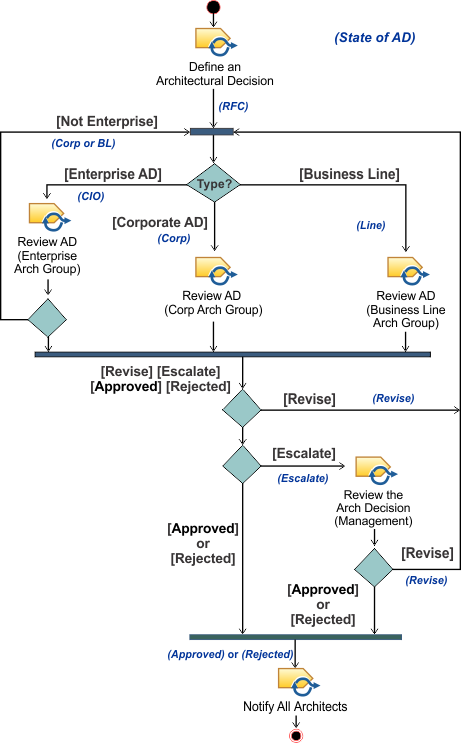 (State of AD)
Define an
Architectural Decision
(RFC)
[Not Enterprise]
(Corp or BL)
[Enterprise AD]
(CIO)
Type?
[Business Line]
[Corporate AD]
(Corp)
(Line)
Review AD
(Enterprise
Arch Group)
Review AD
(Corp Arch Group)
Review AD
(Business Line
Arch Group)
[Revise] [Escalate]
[Approved] [Rejected]
[Revise]
(Revise)
[Escalate]
(Escalate)
Review the
Arch Decision
(Management)
[Approved]
or
[Rejected]
[Revise]
(Revise)
[Approved]
or
[Rejected]
(Approved) or (Rejected)
Notify All Architects